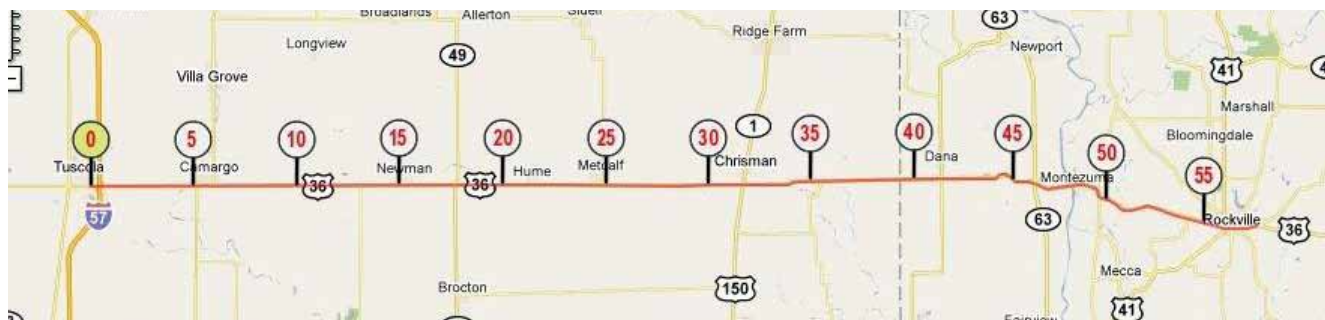 Broadlands
Allerton
Sidell
63
Longview
Ridge Farm
Newport
49
41
Villa Grove
Marshall
0
5
10
15
20
25
30
1
35
40
45
Bloomingdale
50
Tuscola
Camargo
Newman
Hume
Metcalf
Chrisman
Dana
Montezuma
55
36
36
57
63
Rockville
36
Mecca
Brocton
150
41
Fairview